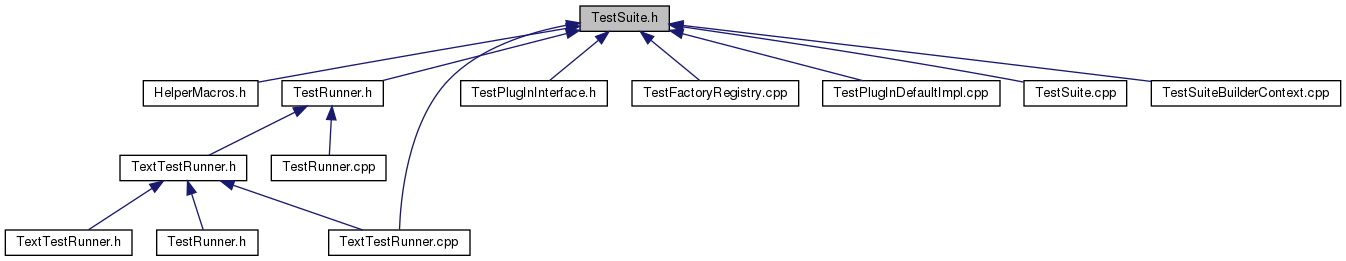 TestSuite.h
HelperMacros.h
TestRunner.h
TestPlugInInterface.h
TestFactoryRegistry.cpp
TestPlugInDefaultImpl.cpp
TestSuite.cpp
TestSuiteBuilderContext.cpp
TextTestRunner.h
TestRunner.cpp
TextTestRunner.h
TestRunner.h
TextTestRunner.cpp